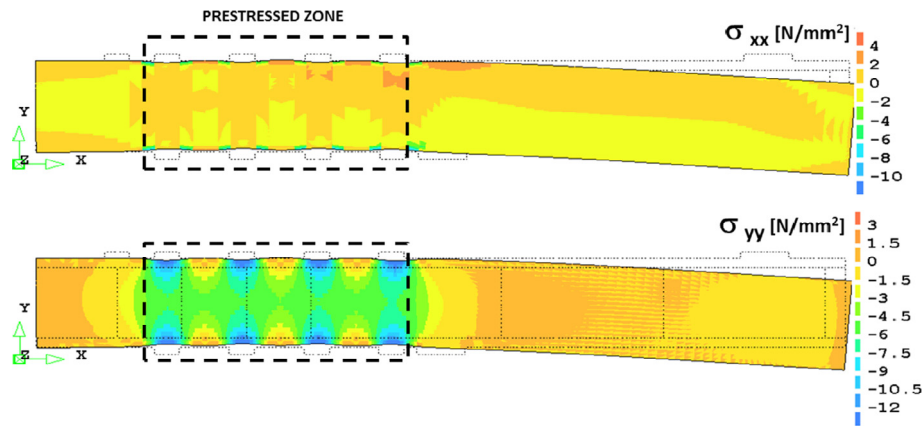 PRESTRESSED ZONE
σ xx [N/mm²]
4
2
0
-2
-4
-6
-8
-10
Y
Z X
σ yy [N/mm²]
3
1.5
0
-1.5
-3
-4.5
-6
-7.5
-9
-10.5
-12
Y
Z X